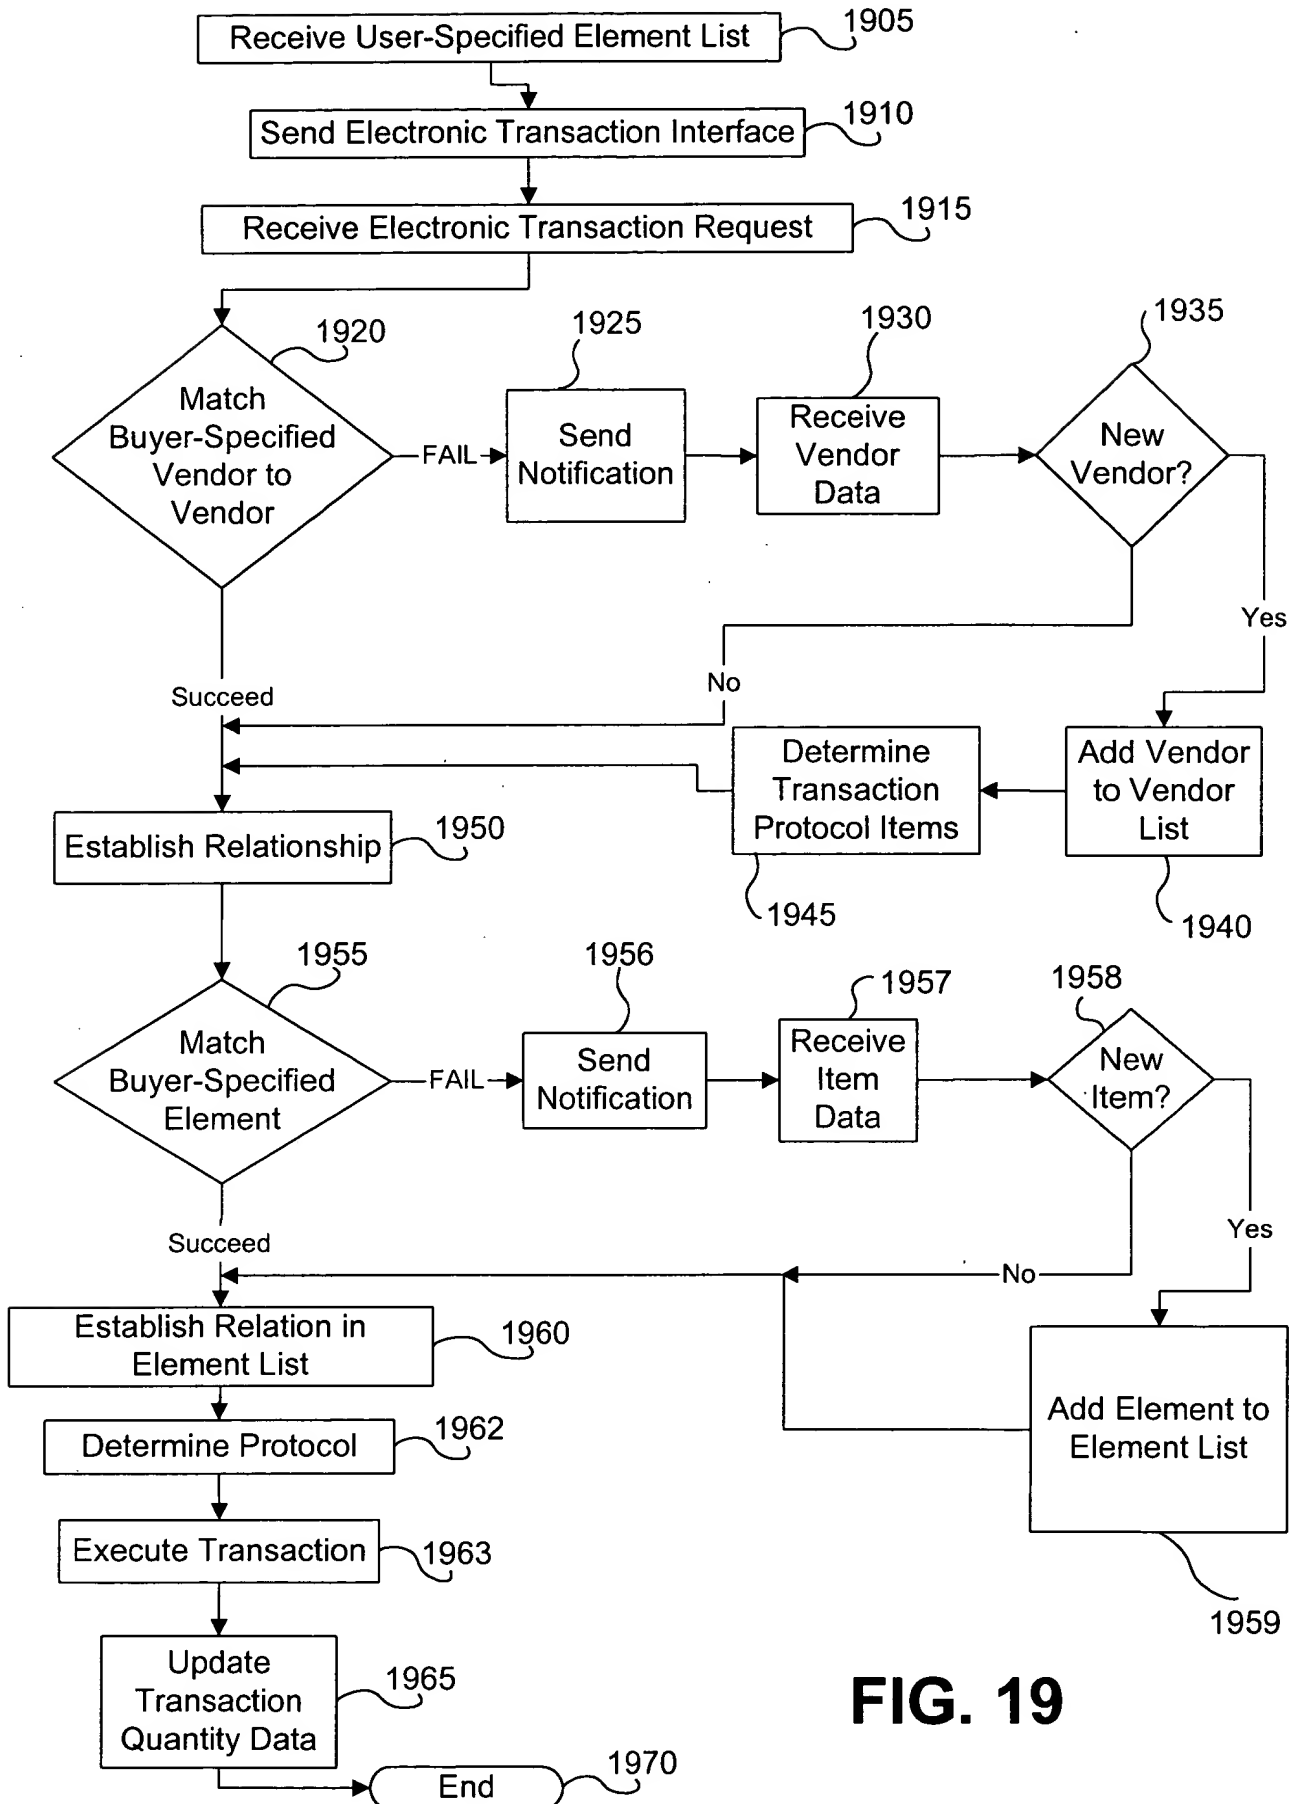 Receive User-Specified Element List
1905
Send Electronic Transaction Interface
1910
Receive Electronic Transaction Request
1915
1920
Match
Buyer-Specified
Vendor to
Vendor
FAIL
1925
Send
Notification
1930
Receive
Vendor
Data
1935
New
Vendor?
Yes
No
Succeed
Add Vendor
to Vendor
List
1940
Determine
Transaction
Protocol Items
1945
Establish Relationship
1950
1955
Match
Buyer-Specified
Element
FAIL
1956
Send
Notification
1957
Receive
Item
Data
1958
New
Item?
Yes
No
Succeed
Add Element to
Element List
1959
Establish Relation in
Element List
1960
Determine Protocol
1962
Execute Transaction
1963
Update
Transaction
Quantity Data
1965
End
1970
FIG. 19